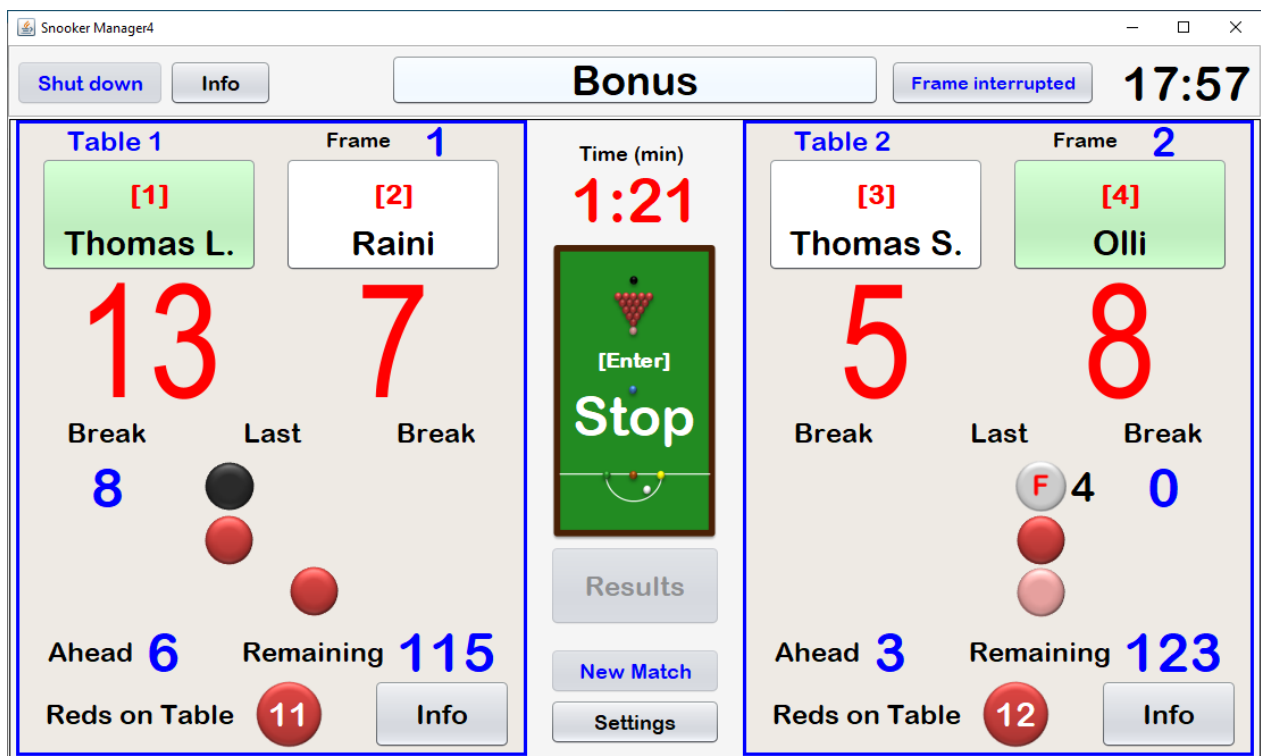 Snooker Manager4
Shut down Info Bonus Frame interrupted 17:57
Table 1 Frame 1
[1] [2]
Thomas L. Raini
13 7
Break Last Break
8
Ahead 6 Remaining 115
Reds on Table 11 Info
Time (min)
1:21
[Enter]
Stop
Results
New Match
Settings
Table 2 Frame 2
[3] [4]
Thomas S. Olli
5 8
Break Last Break
F 4 0
Ahead 3 Remaining 123
Reds on Table 12 Info